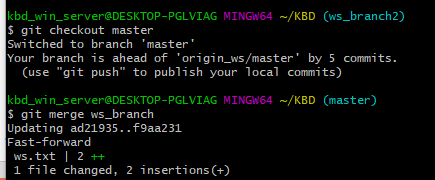 kbd_win_server@DESKTOP-PGLVIAG MINGW64 ~/KBD (ws_branch2)
$ git checkout master
Switched to branch 'master'
Your branch is ahead of 'origin_ws/master' by 5 commits.
  (use "git push" to publish your local commits)

kbd_win_server@DESKTOP-PGLVIAG MINGW64 ~/KBD (master)
$ git merge ws_branch
Updating ad21935..f9aa231
Fast-forward
 ws.txt | 2 ++
 1 file changed, 2 insertions(+)